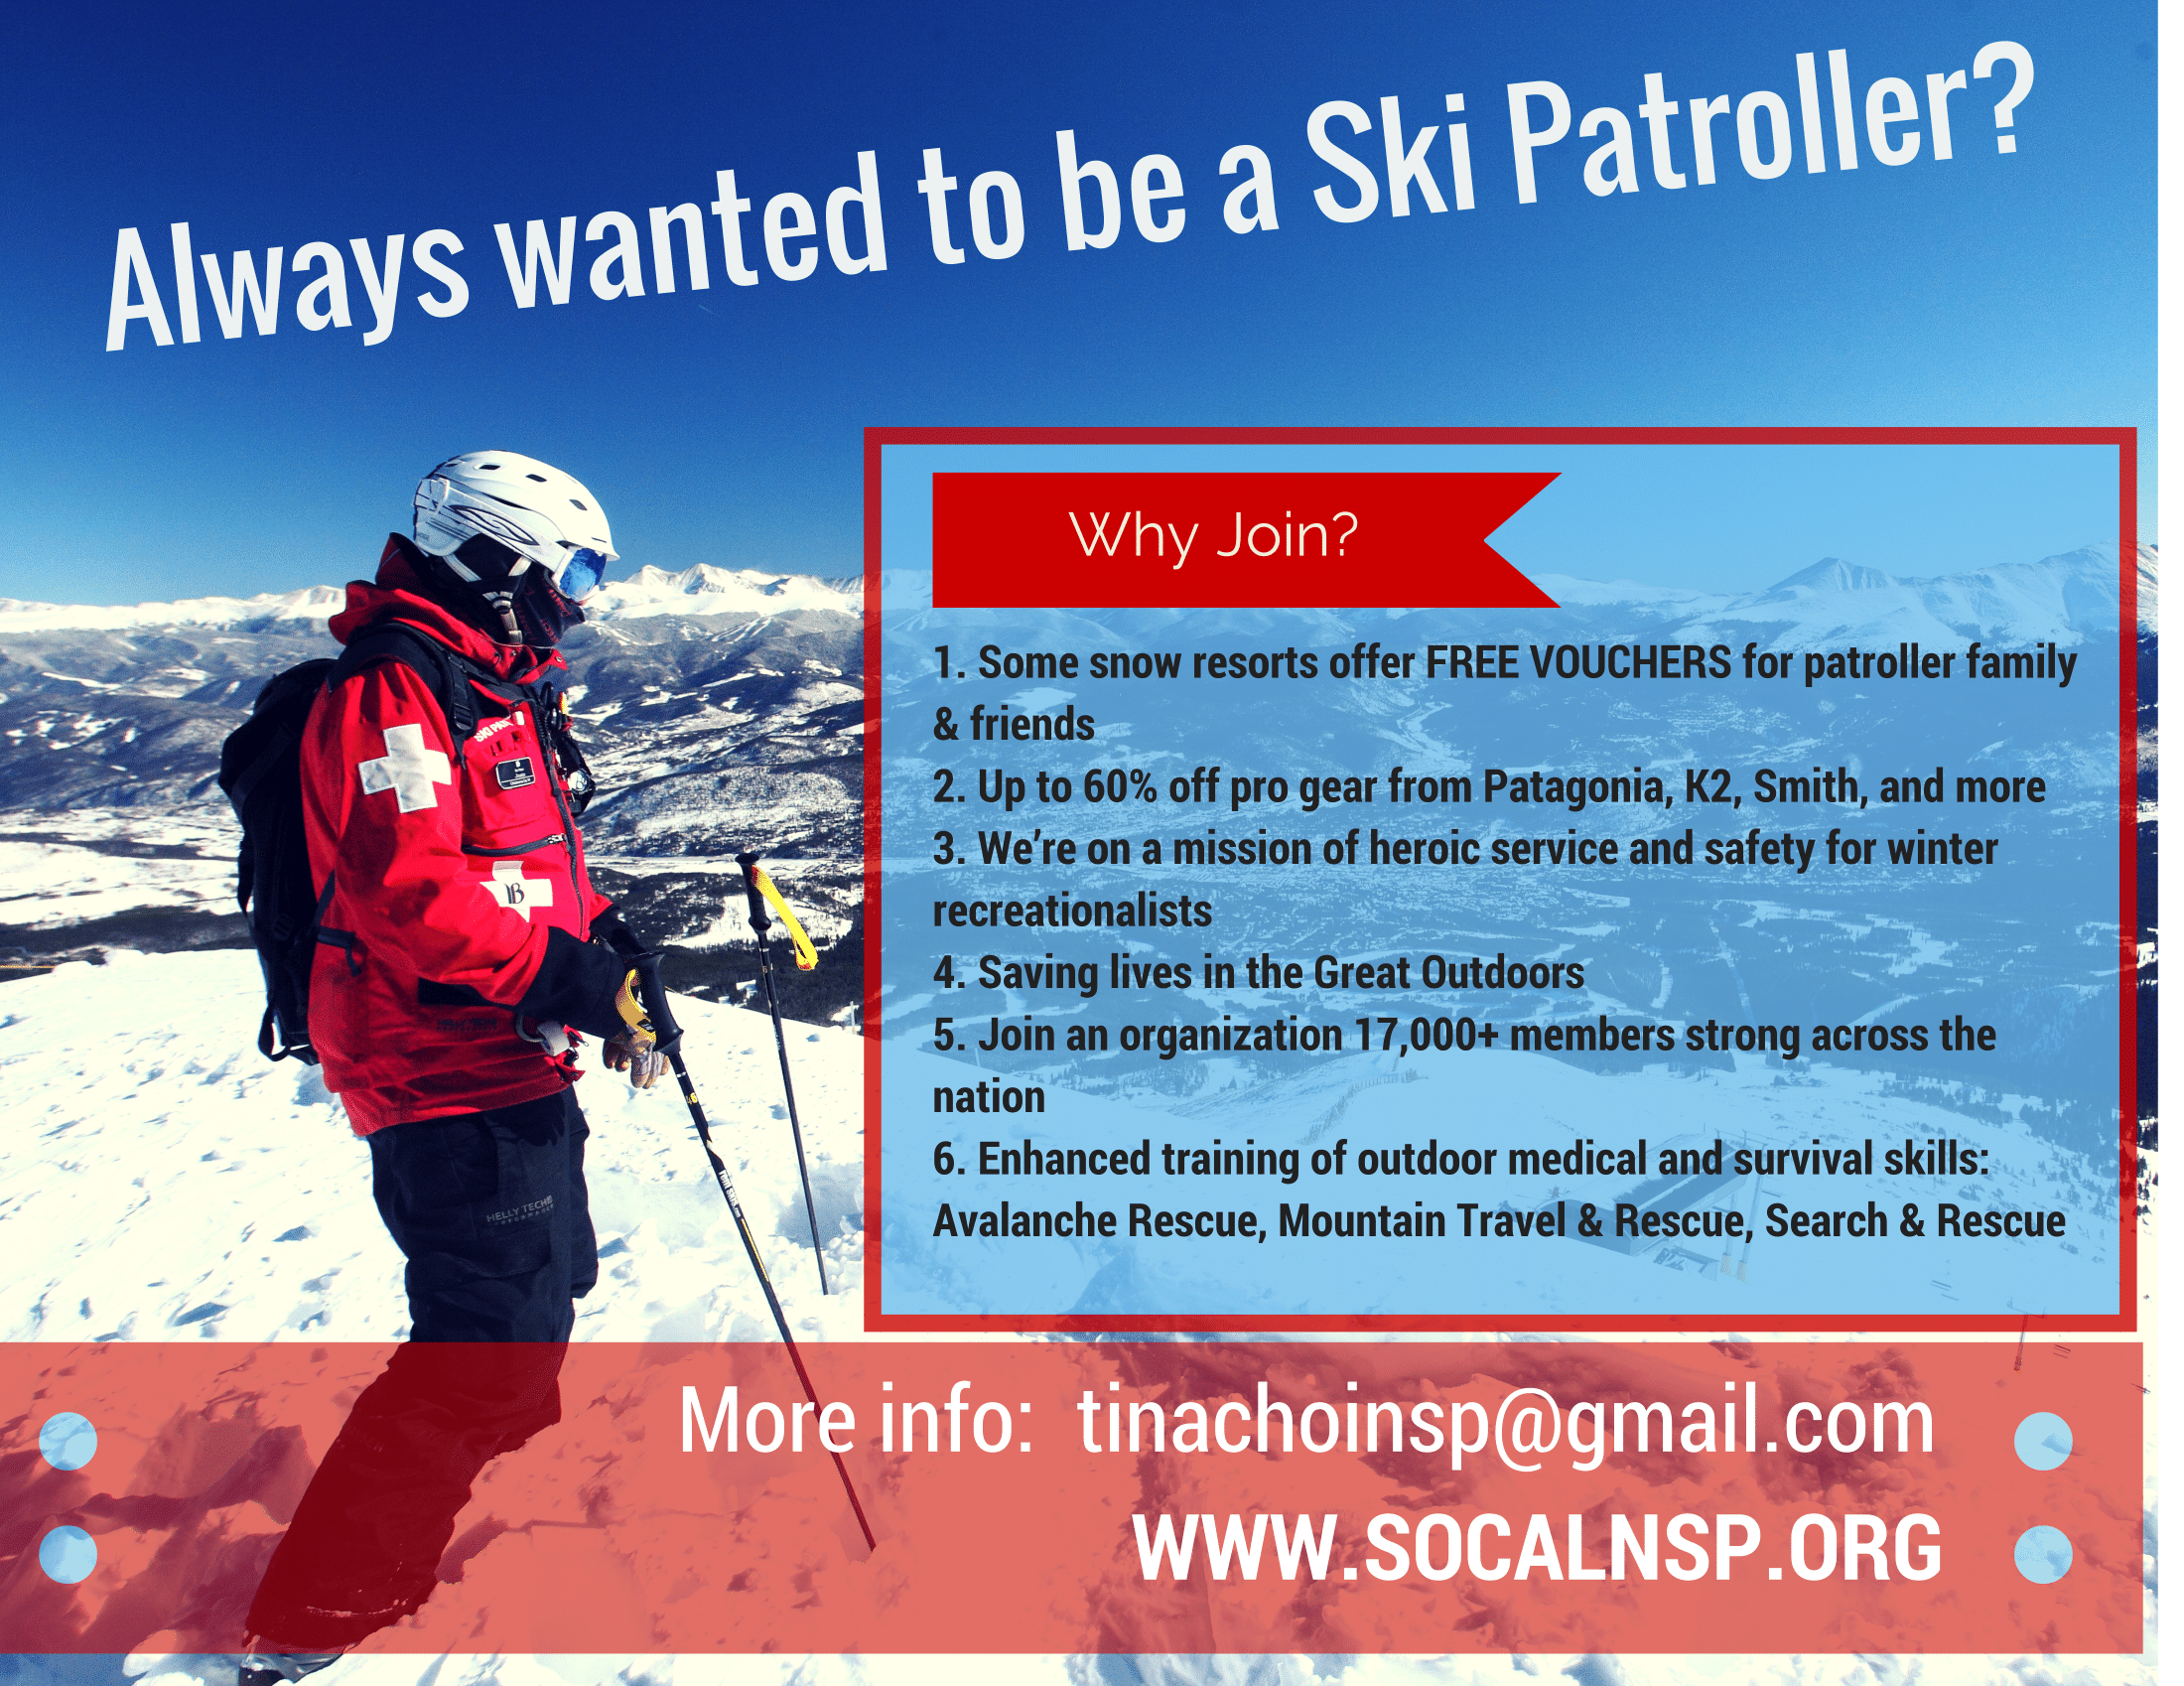 Always wanted to be a Ski Patroller?
Why Join?
1. Some snow resorts offer FREE VOUCHERS for patroller family
& friends
2. Up to 60% off pro gear from Patagonia, K2, Smith, and more
3. We’re on a mission of heroic service and safety for winter
recreationalists
4. Saving lives in the Great Outdoors
5. Join an organization 17,000+ members strong across the
nation
6. Enhanced training of outdoor medical and survival skills:
Avalanche Rescue, Mountain Travel & Rescue, Search & Rescue
SKI
B
HELLY TECH
More info: tinachoinsp@gmail.com
WWW.SOCALNSP.ORG